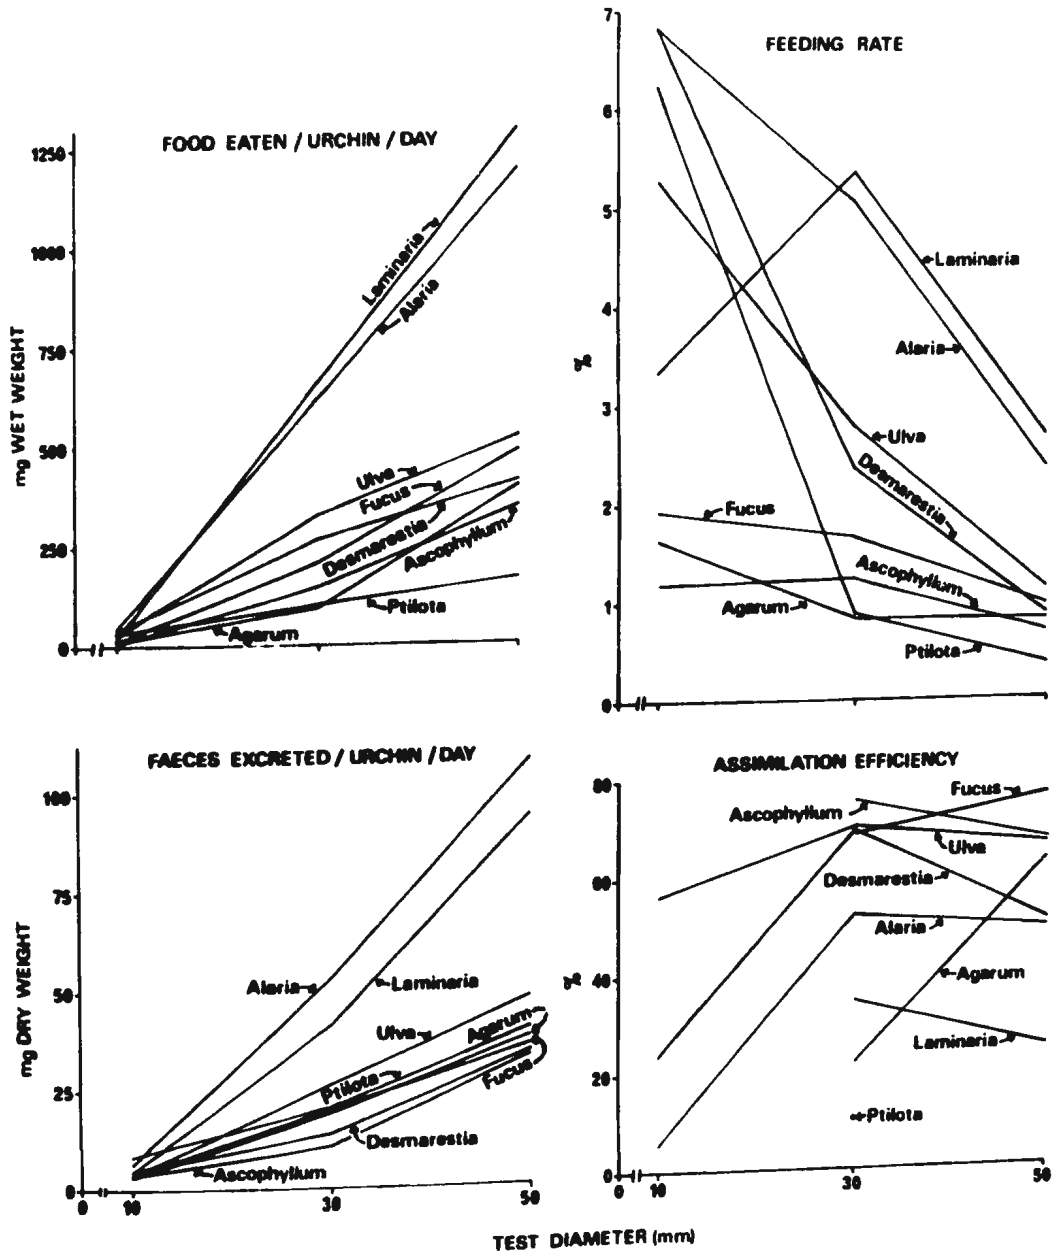 FOOD EATEN / URCHIN / DAY
1250
1000
750
500
250
0
mg WET WEIGHT
Laminaria
Alaria
Ulva
Fucus
Desmarestia
Ascophyllum
Ptilota
Agarum
FEEDING RATE
7
6
5
4
3
2
1
0
%
Laminaria
Alaria
Ulva
Desmarestia
Fucus
Ascophyllum
Agarum
Ptilota
FAECES EXCRETED / URCHIN / DAY
100
75
50
25
0
mg DRY WEIGHT
Alaria
Laminaria
Ulva
Agarum
Ptilota
Fucus
Desmarestia
Ascophyllum
0 10 30 50
ASSIMILATION EFFICIENCY
80
60
40
20
0
%
Fucus
Ascophyllum
Ulva
Desmarestia
Alaria
Agarum
Laminaria
Ptilota
0 10 30 50
TEST DIAMETER (mm)